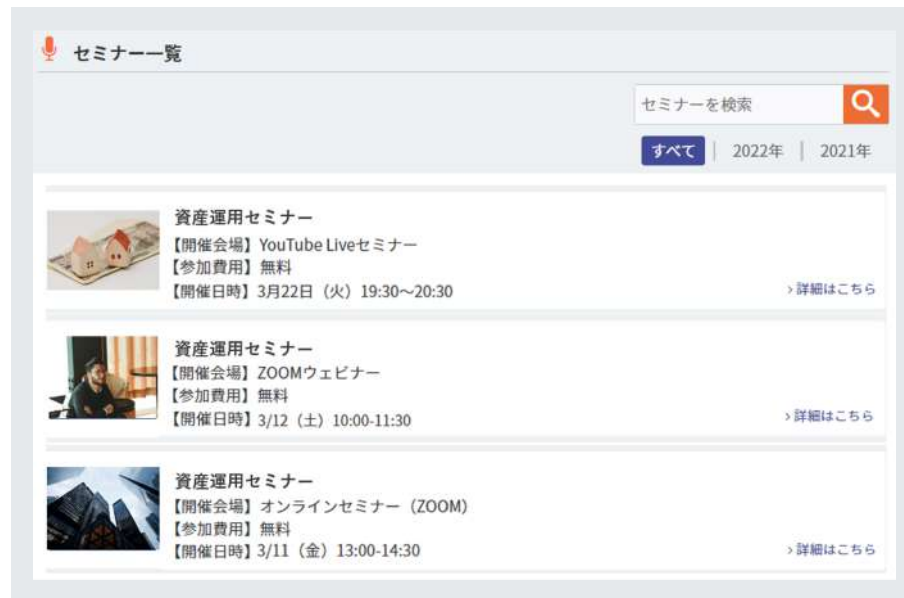 セミナー一覧
セミナーを検索
すべて | 2022年 | 2021年
資産運用セミナー
【開催会場】YouTube Liveセミナー
【参加費用】無料
【開催日時】3月22日（火）19:30～20:30
›詳細はこちら
資産運用セミナー
【開催会場】ZOOMウェビナー
【参加費用】無料
【開催日時】3/12（土）10:00-11:30
›詳細はこちら
資産運用セミナー
【開催会場】オンラインセミナー（ZOOM）
【参加費用】無料
【開催日時】3/11（金）13:00-14:30
›詳細はこちら